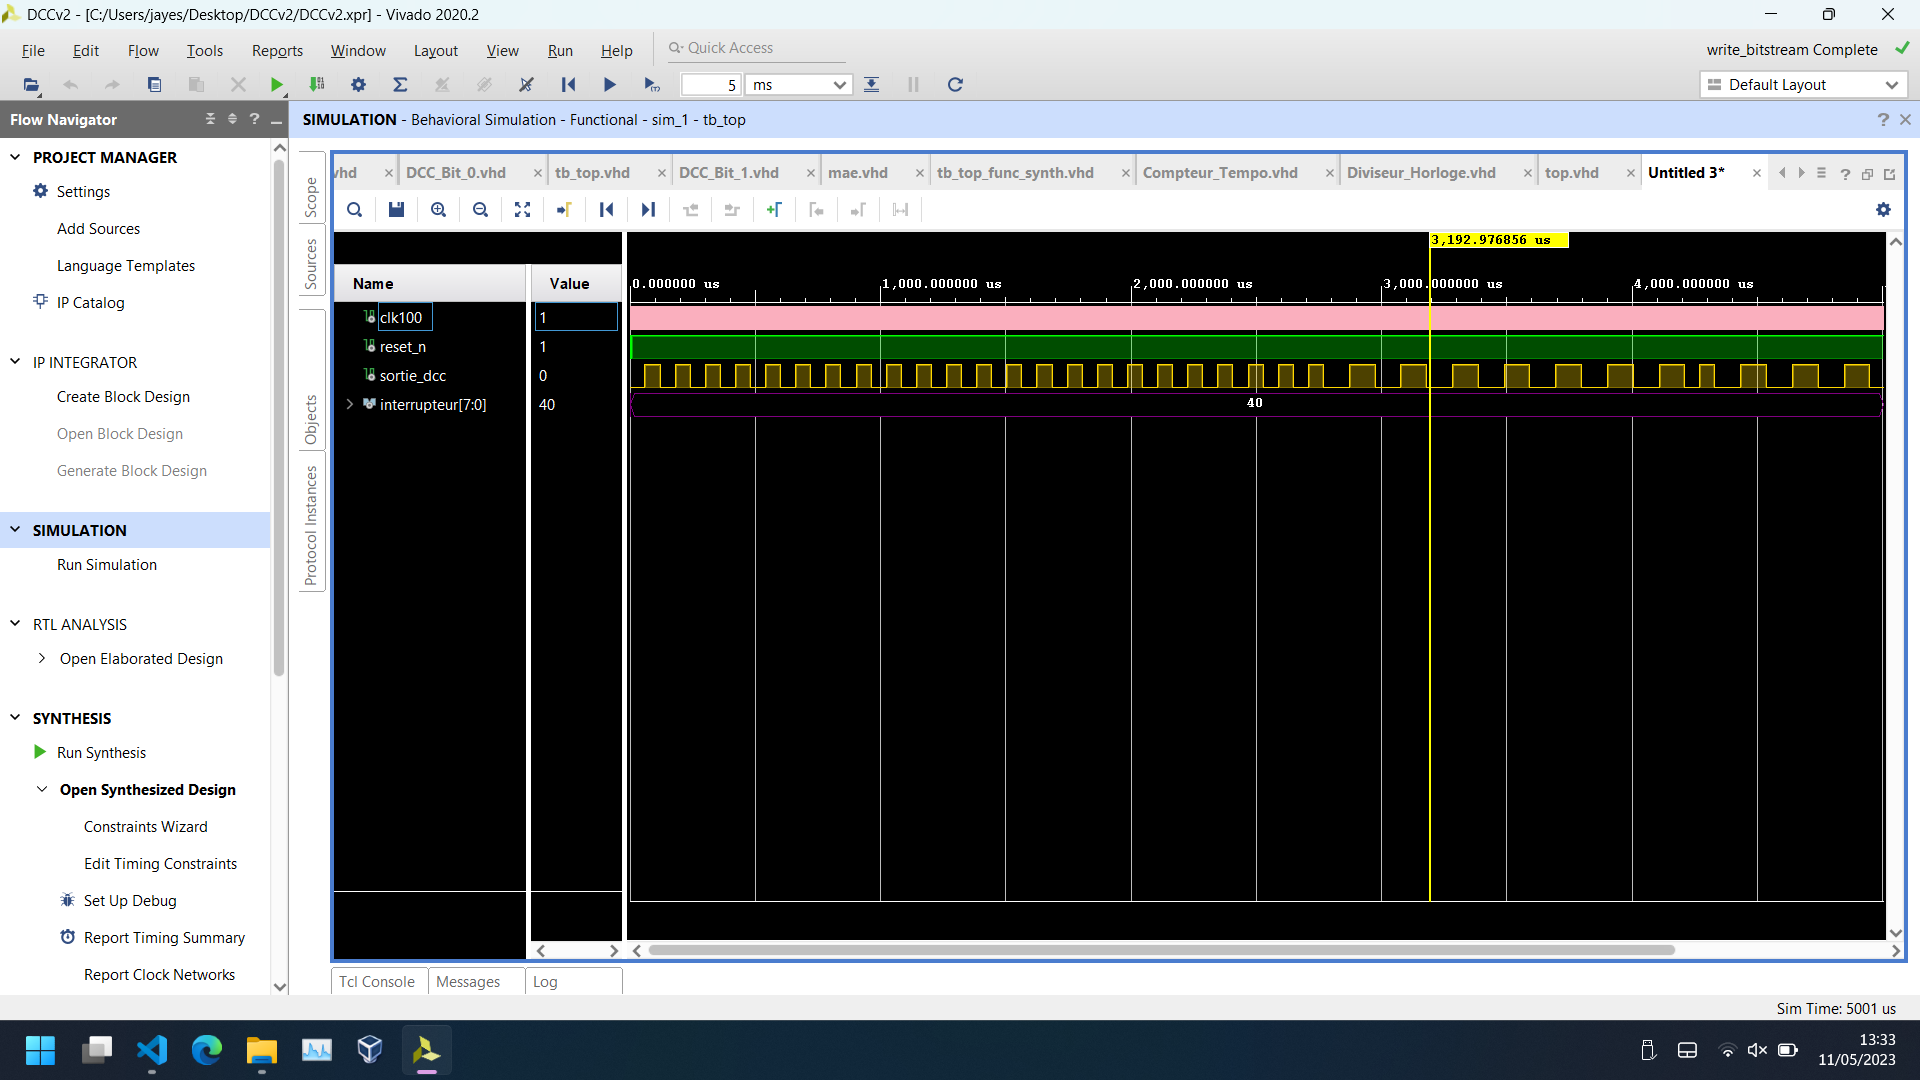 DCCv2 - [C:/Users/jayes/Desktop/DCCv2/DCCv2.xpr] - Vivado 2020.2
File Edit Flow Tools Reports Window Layout View Run Help Quick Access
write_bitstream Complete
5 ms
Default Layout
Flow Navigator
SIMULATION - Behavioral Simulation - Functional - sim_1 - tb_top
PROJECT MANAGER
Settings
Add Sources
Language Templates
IP Catalog
IP INTEGRATOR
Create Block Design
Open Block Design
Generate Block Design
SIMULATION
Run Simulation
RTL ANALYSIS
Open Elaborated Design
SYNTHESIS
Run Synthesis
Open Synthesized Design
Constraints Wizard
Edit Timing Constraints
Set Up Debug
Report Timing Summary
Report Clock Networks
Scope
Sources
Objects
Protocol Instances
vhd DCC_Bit_0.vhd tb_top.vhd DCC_Bit_1.vhd mae.vhd tb_top_func_synth.vhd Compteur_Tempo.vhd Diviseur_Horloge.vhd top.vhd Untitled 3*
3,192.976856 us
Name Value
0.000000 us 1,000.000000 us 2,000.000000 us 3,000.000000 us 4,000.000000 us
clk100 1
reset_n 1
sortie_dcc 0
interrupteur[7:0] 40 40
Tcl Console Messages Log
Sim Time: 5001 us
13:33
11/05/2023